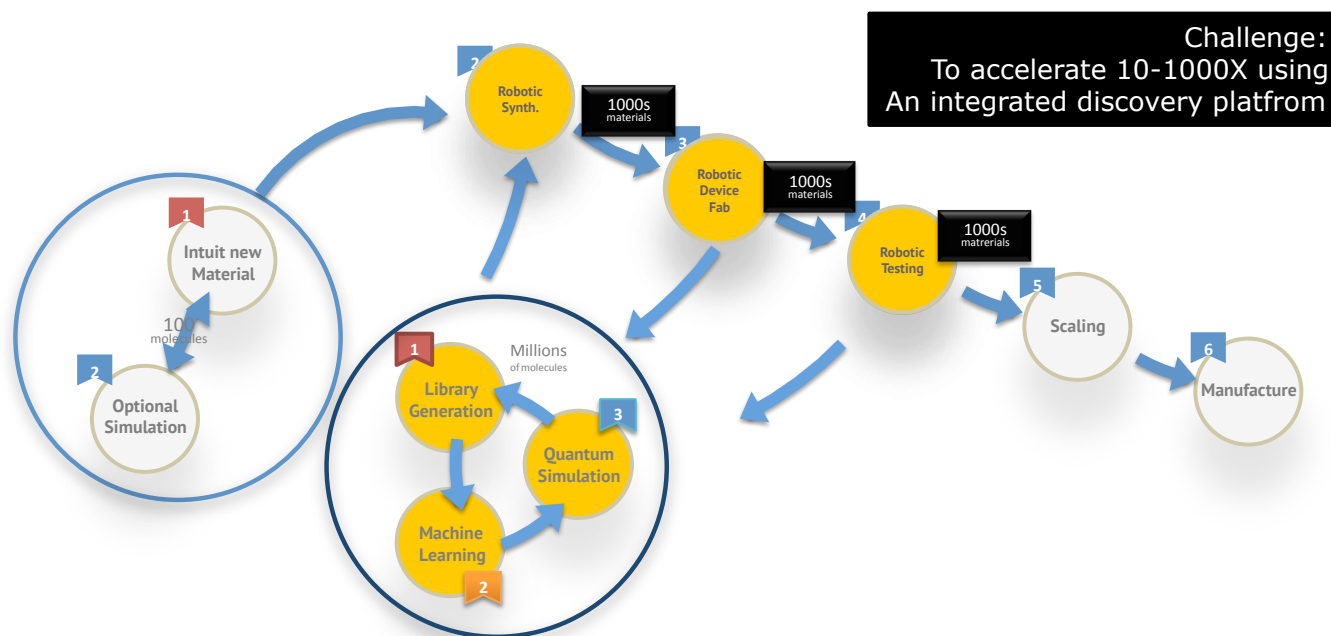 Challenge:
To accelerate 10-1000X using
An integrated discovery platfrom
2
Robotic
Synth.
1000s
materials
3
Robotic
Device
Fab
1000s
materials
4
Robotic
Testing
1000s
matrerials
5
Scaling
6
Manufacture
1
Intuit new
Material
100
molecules
2
Optional
Simulation
1
Library
Generation
Millions
of molecules
3
Quantum
Simulation
Machine
Learning
2